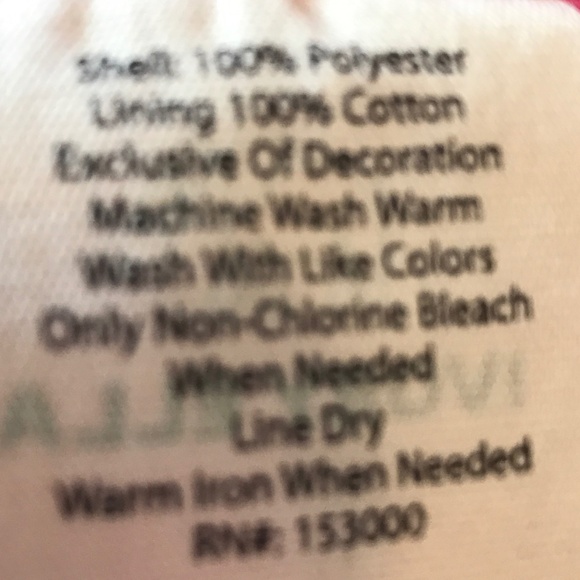 Shell: 100% Polyester
Lining 100% Cotton
Exclusive Of Decoration
Machine Wash Warm
Wash With Like Colors
Only Non-Chlorine Bleach
When Needed
Line Dry
Warm Iron When Needed
RN#: 153000